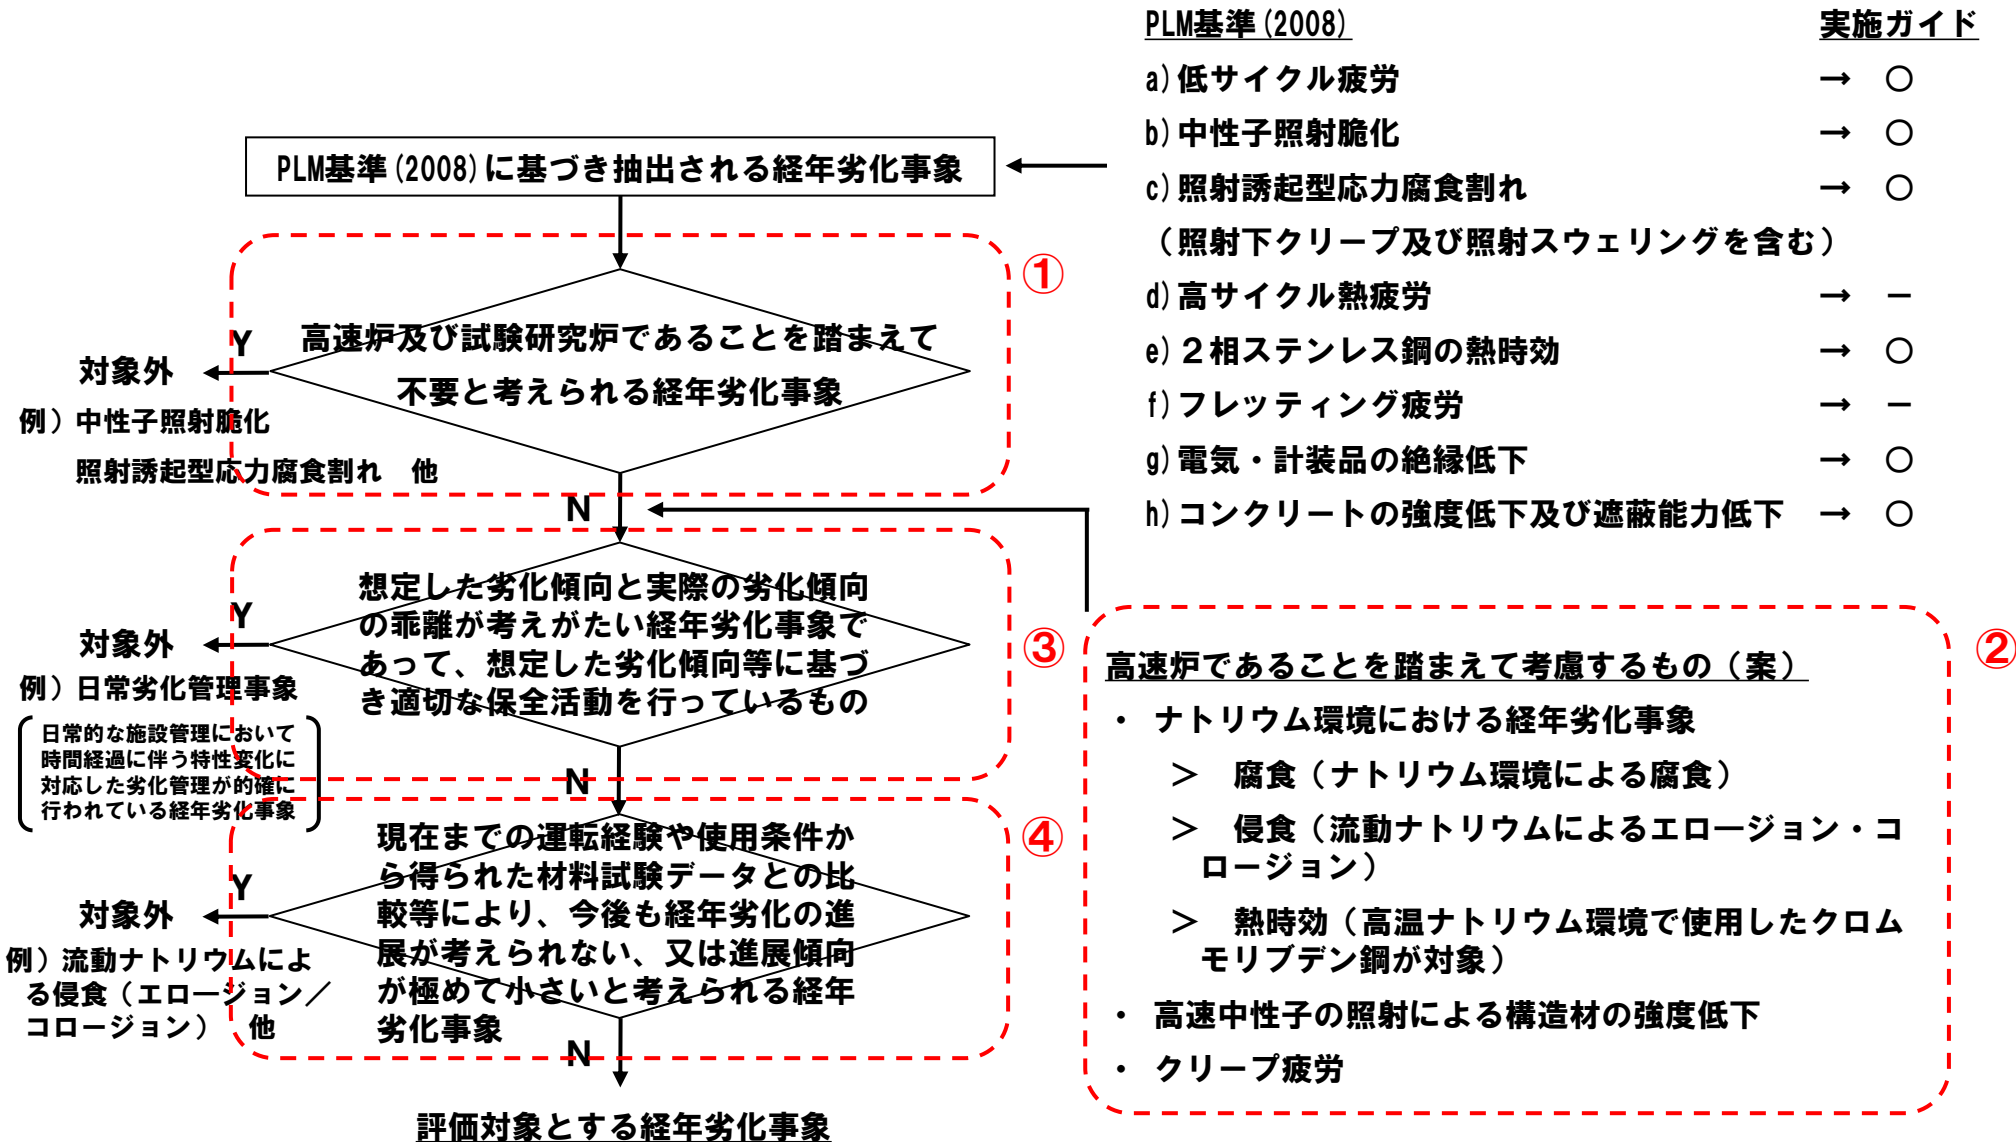 PLM基準(2008) 実施ガイド
a)低サイクル疲労 → ○
b)中性子照射脆化 → ○
c)照射誘起型応力腐食割れ → ○
（照射下クリープ及び照射スウェリングを含む）
d)高サイクル熱疲労 → －
e)２相ステンレス鋼の熱時効 → ○
f)フレッティング疲労 → －
g)電気・計装品の絶縁低下 → ○
h)コンクリートの強度低下及び遮蔽能力低下 → ○
PLM基準(2008)に基づき抽出される経年劣化事象
①
高速炉及び試験研究炉であることを踏まえて
不要と考えられる経年劣化事象
Y
対象外
例）中性子照射脆化
照射誘起型応力腐食割れ　他
N
③
想定した劣化傾向と実際の劣化傾向
の乖離が考えがたい経年劣化事象で
あって、想定した劣化傾向等に基づ
き適切な保全活動を行っているもの
Y
対象外
例）日常劣化管理事象
日常的な施設管理において
時間経過に伴う特性変化に
対応した劣化管理が的確に
行われている経年劣化事象
N
④
現在までの運転経験や使用条件か
ら得られた材料試験データとの比
較等により、今後も経年劣化の進
展が考えられない、又は進展傾向
が極めて小さいと考えられる経年
劣化事象
Y
対象外
例）流動ナトリウムによ
る侵食（エロージョン／
コロージョン）　他
N
評価対象とする経年劣化事象
②
高速炉であることを踏まえて考慮するもの（案）
・ ナトリウム環境における経年劣化事象
＞　腐食（ナトリウム環境による腐食）
＞　侵食（流動ナトリウムによるエロージョン・コ
ロージョン）
＞　熱時効（高温ナトリウム環境で使用したクロム
モリブデン鋼が対象）
・ 高速中性子の照射による構造材の強度低下
・ クリープ疲労